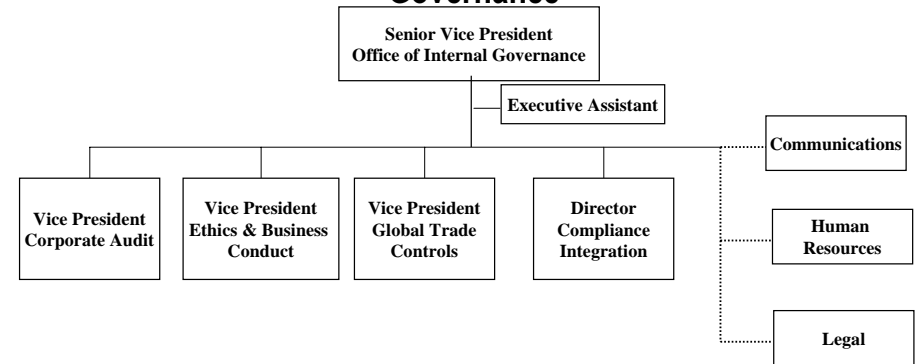 Governance
Senior Vice President
Office of Internal Governance
Executive Assistant
Communications
Vice President
Corporate Audit
Vice President
Ethics & Business
Conduct
Vice President
Global Trade
Controls
Director
Compliance
Integration
Human
Resources
Legal